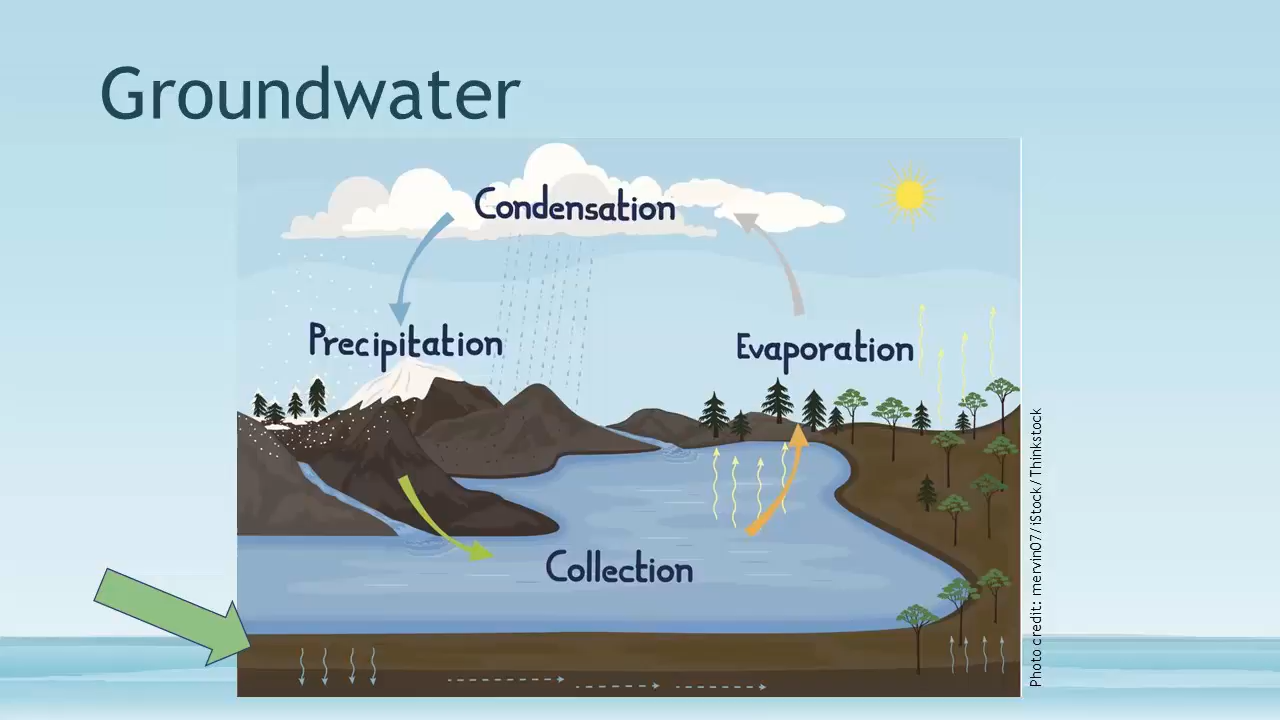 Groundwater
Condensation
Precipitation
Evaporation
Collection
Photo credit: mervin07/iStock/Thinkstock